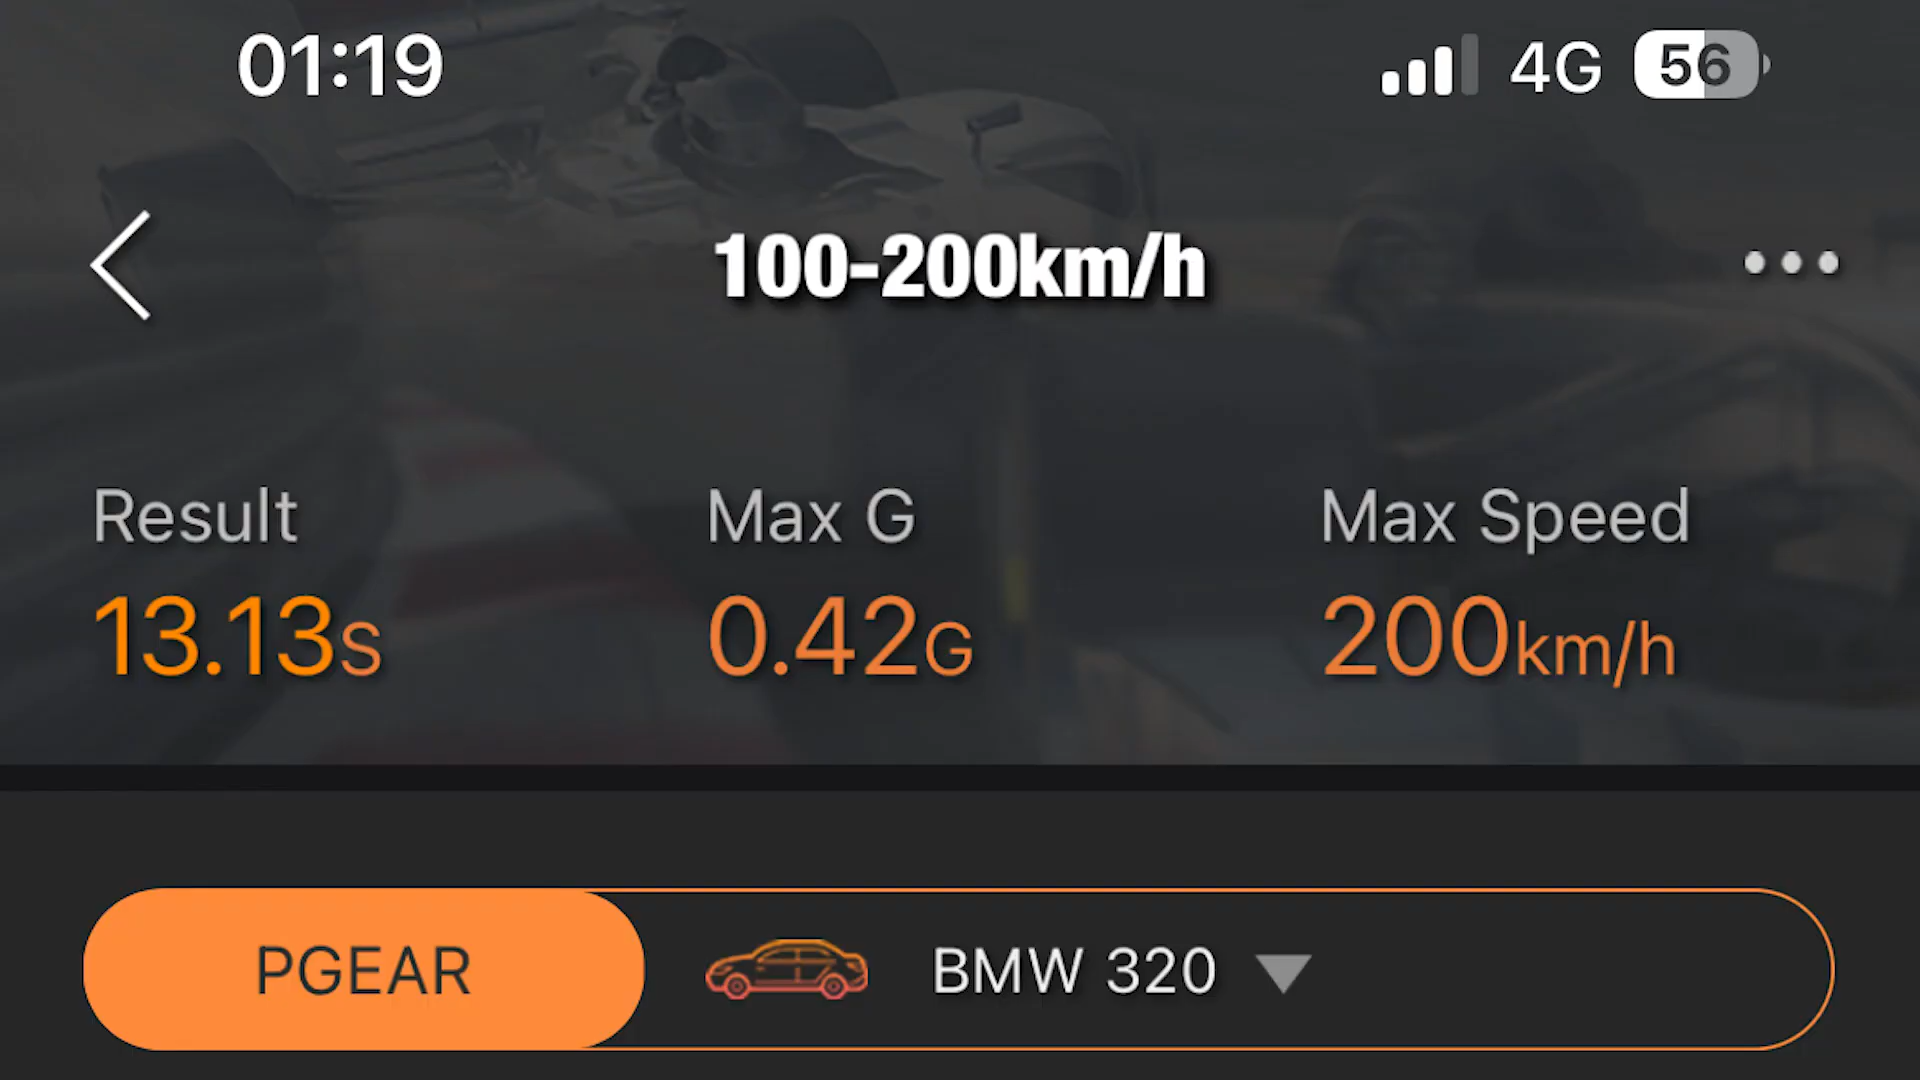 01:19 4G 56
100-200km/h
Result Max G Max Speed
13.13s 0.42G 200km/h
PGEAR BMW 320